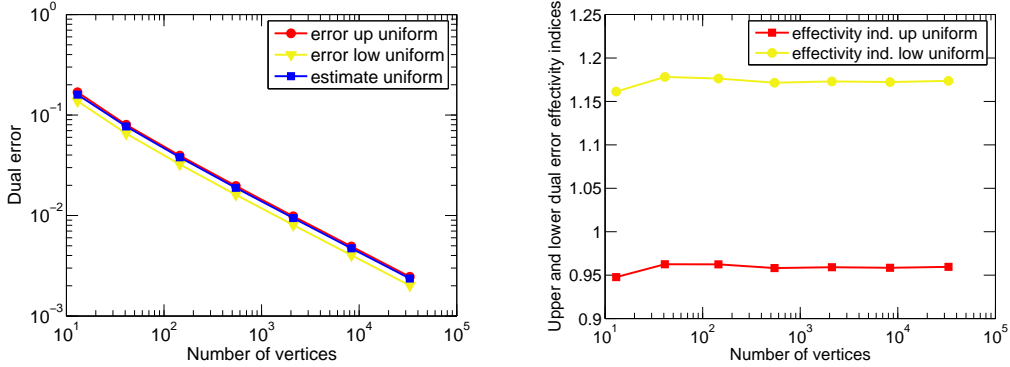 10^0
10^-1
10^-2
10^-3
10^1
10^2
10^3
10^4
10^5
Dual error
Number of vertices
error up uniform
error low uniform
estimate uniform
1.25
1.2
1.15
1.1
1.05
1
0.95
0.9
10^1
10^2
10^3
10^4
10^5
Upper and lower dual error effectivity indices
Number of vertices
effectivity ind. up uniform
effectivity ind. low uniform